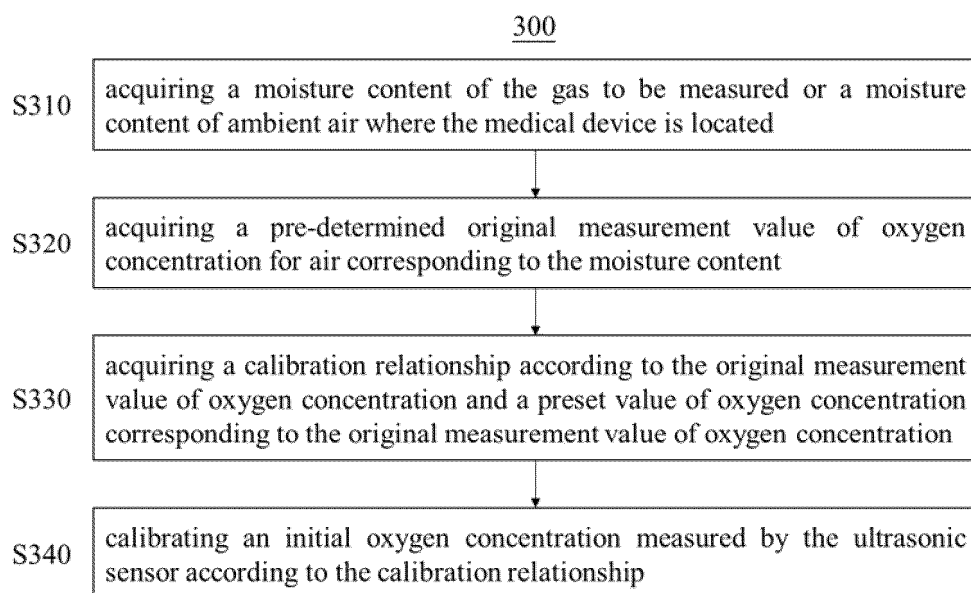 300
S310
acquiring a moisture content of the gas to be measured or a moisture
content of ambient air where the medical device is located
S320
acquiring a pre-determined original measurement value of oxygen
concentration for air corresponding to the moisture content
S330
acquiring a calibration relationship according to the original measurement
value of oxygen concentration and a preset value of oxygen concentration
corresponding to the original measurement value of oxygen concentration
S340
calibrating an initial oxygen concentration measured by the ultrasonic
sensor according to the calibration relationship